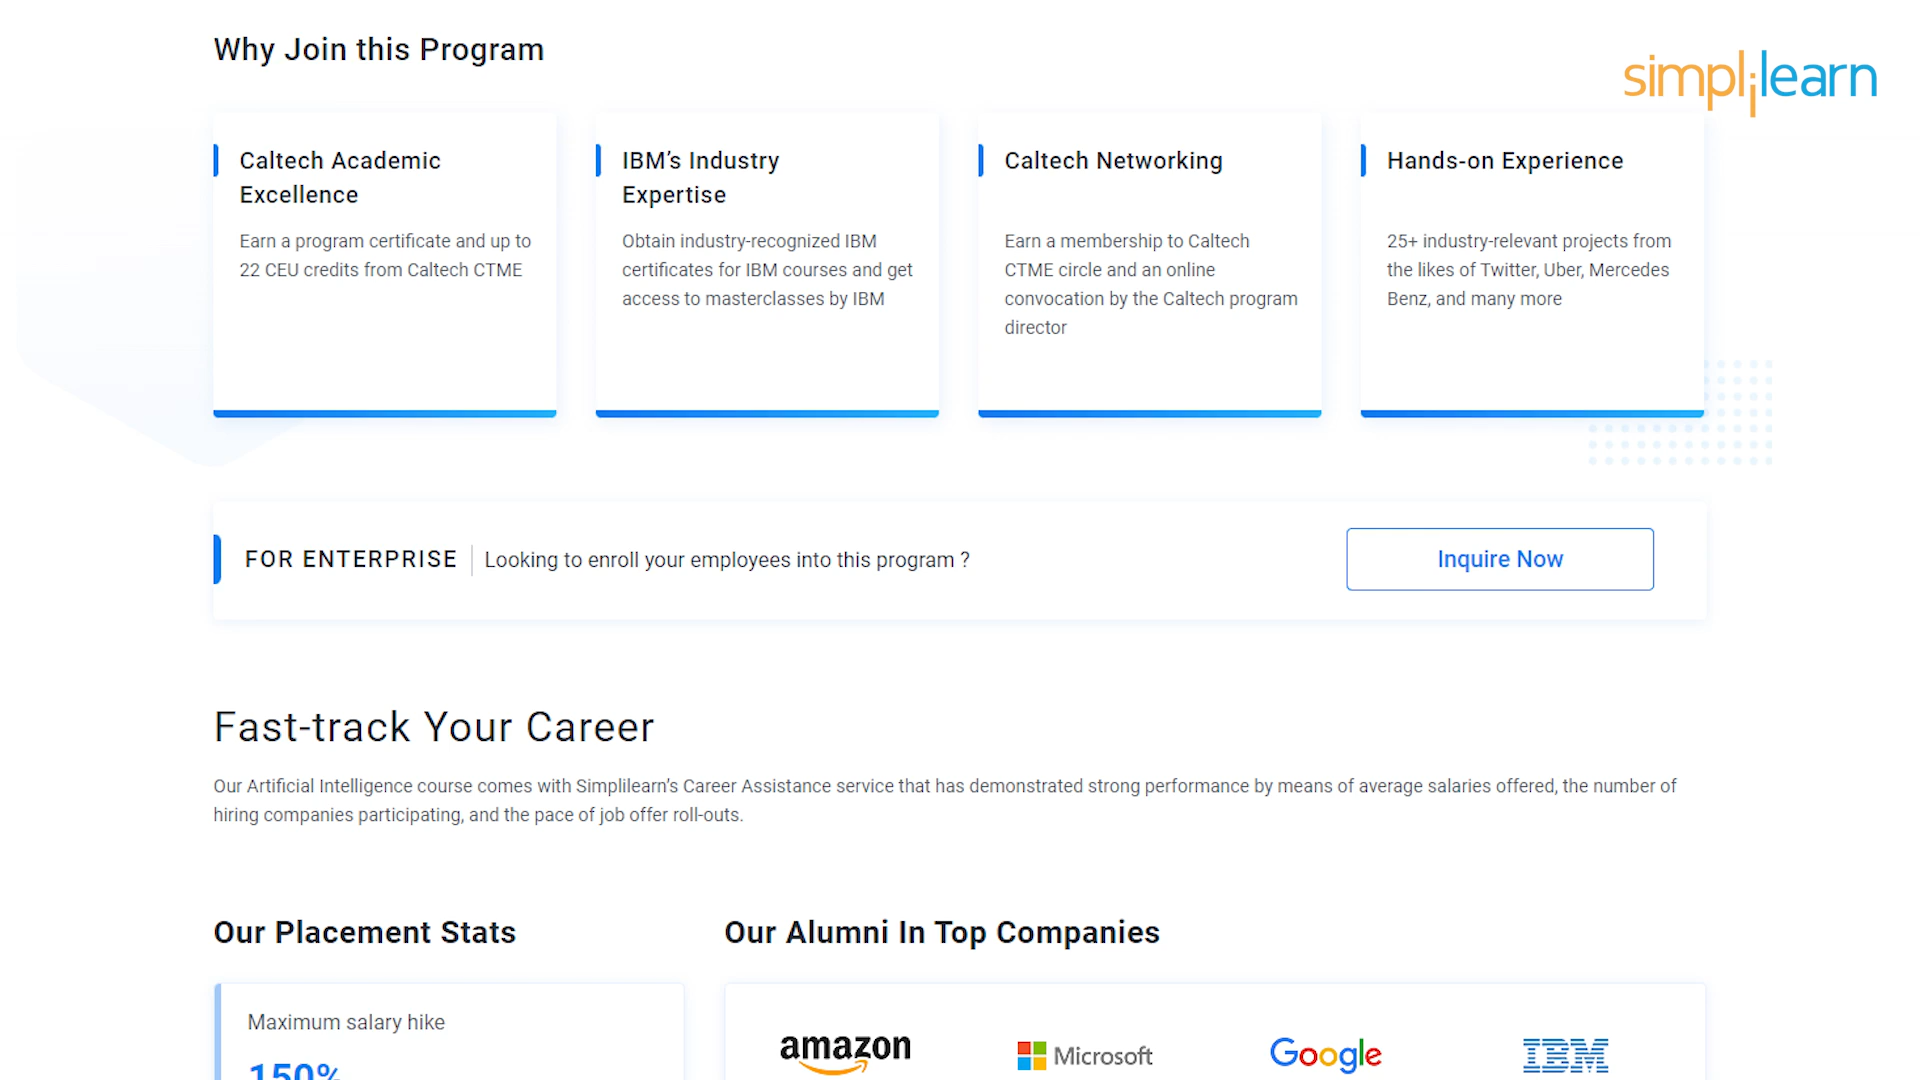 Why Join this Program
simplilearn
Caltech Academic
Excellence
Earn a program certificate and up to
22 CEU credits from Caltech CTME
IBM’s Industry
Expertise
Obtain industry-recognized IBM
certificates for IBM courses and get
access to masterclasses by IBM
Caltech Networking
Earn a membership to Caltech
CTME circle and an online
convocation by the Caltech program
director
Hands-on Experience
25+ industry-relevant projects from
the likes of Twitter, Uber, Mercedes
Benz, and many more
FOR ENTERPRISE
Looking to enroll your employees into this program ?
Inquire Now
Fast-track Your Career
Our Artificial Intelligence course comes with Simplilearn’s Career Assistance service that has demonstrated strong performance by means of average salaries offered, the number of
hiring companies participating, and the pace of job offer roll-outs.
Our Placement Stats
Maximum salary hike
150%
Our Alumni In Top Companies
amazon
Microsoft
Google
IBM